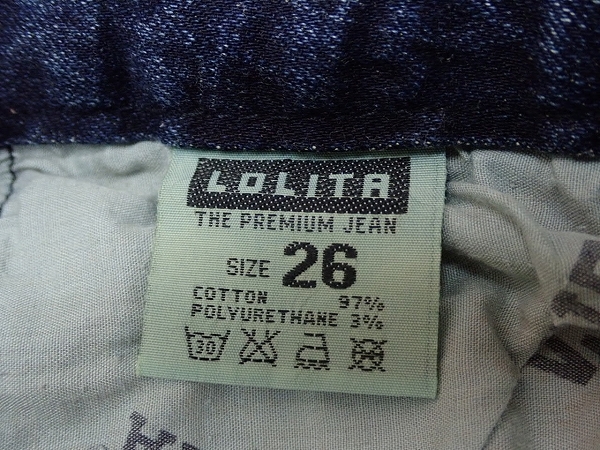 LOLITA
THE PREMIUM JEAN
SIZE 26
COTTON 97%
POLYURETHANE 3%
30